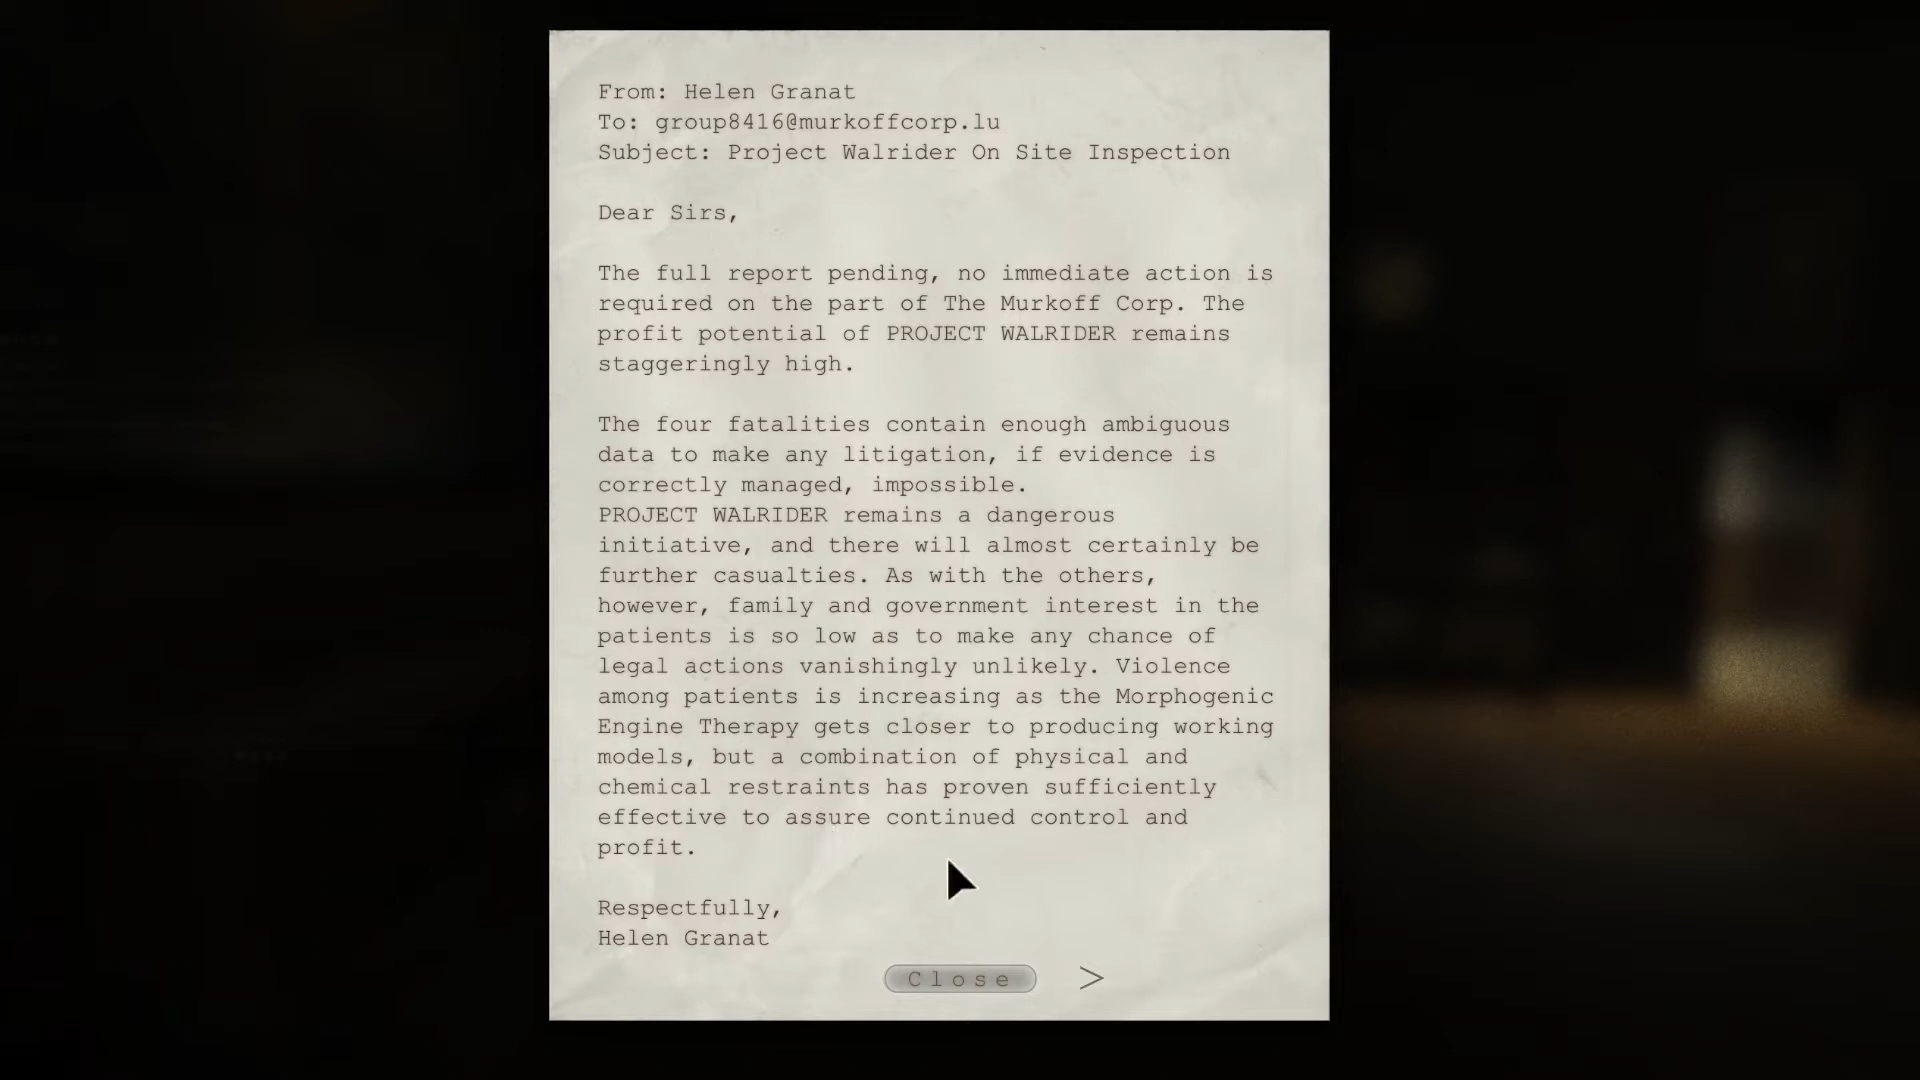 From: Helen Granat
To: group8416@murkoffcorp.lu
Subject: Project Walrider On Site Inspection
Dear Sirs,
The full report pending, no immediate action is
required on the part of The Murkoff Corp. The
profit potential of PROJECT WALRIDER remains
staggeringly high.
The four fatalities contain enough ambiguous
data to make any litigation, if evidence is
correctly managed, impossible.
PROJECT WALRIDER remains a dangerous
initiative, and there will almost certainly be
further casualties. As with the others,
however, family and government interest in the
patients is so low as to make any chance of
legal actions vanishingly unlikely. Violence
among patients is increasing as the Morphogenic
Engine Therapy gets closer to producing working
models, but a combination of physical and
chemical restraints has proven sufficiently
effective to assure continued control and
profit.
Respectfully,
Helen Granat
Close >